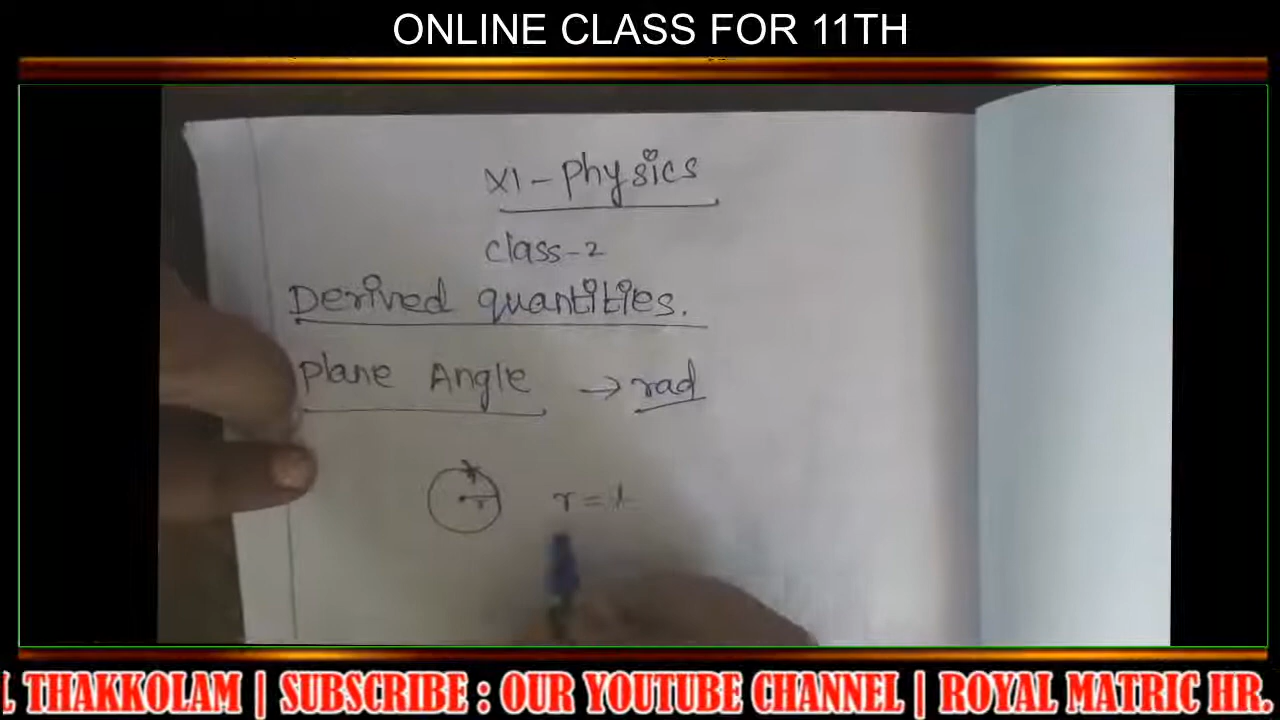 ONLINE CLASS FOR 11TH
XI - Physics
class-2
Derived quantities.
Plane Angle → rad
r
r =
THAKKOLAM | SUBSCRIBE : OUR YOUTUBE CHANNEL | ROYAL MATRIC HR.